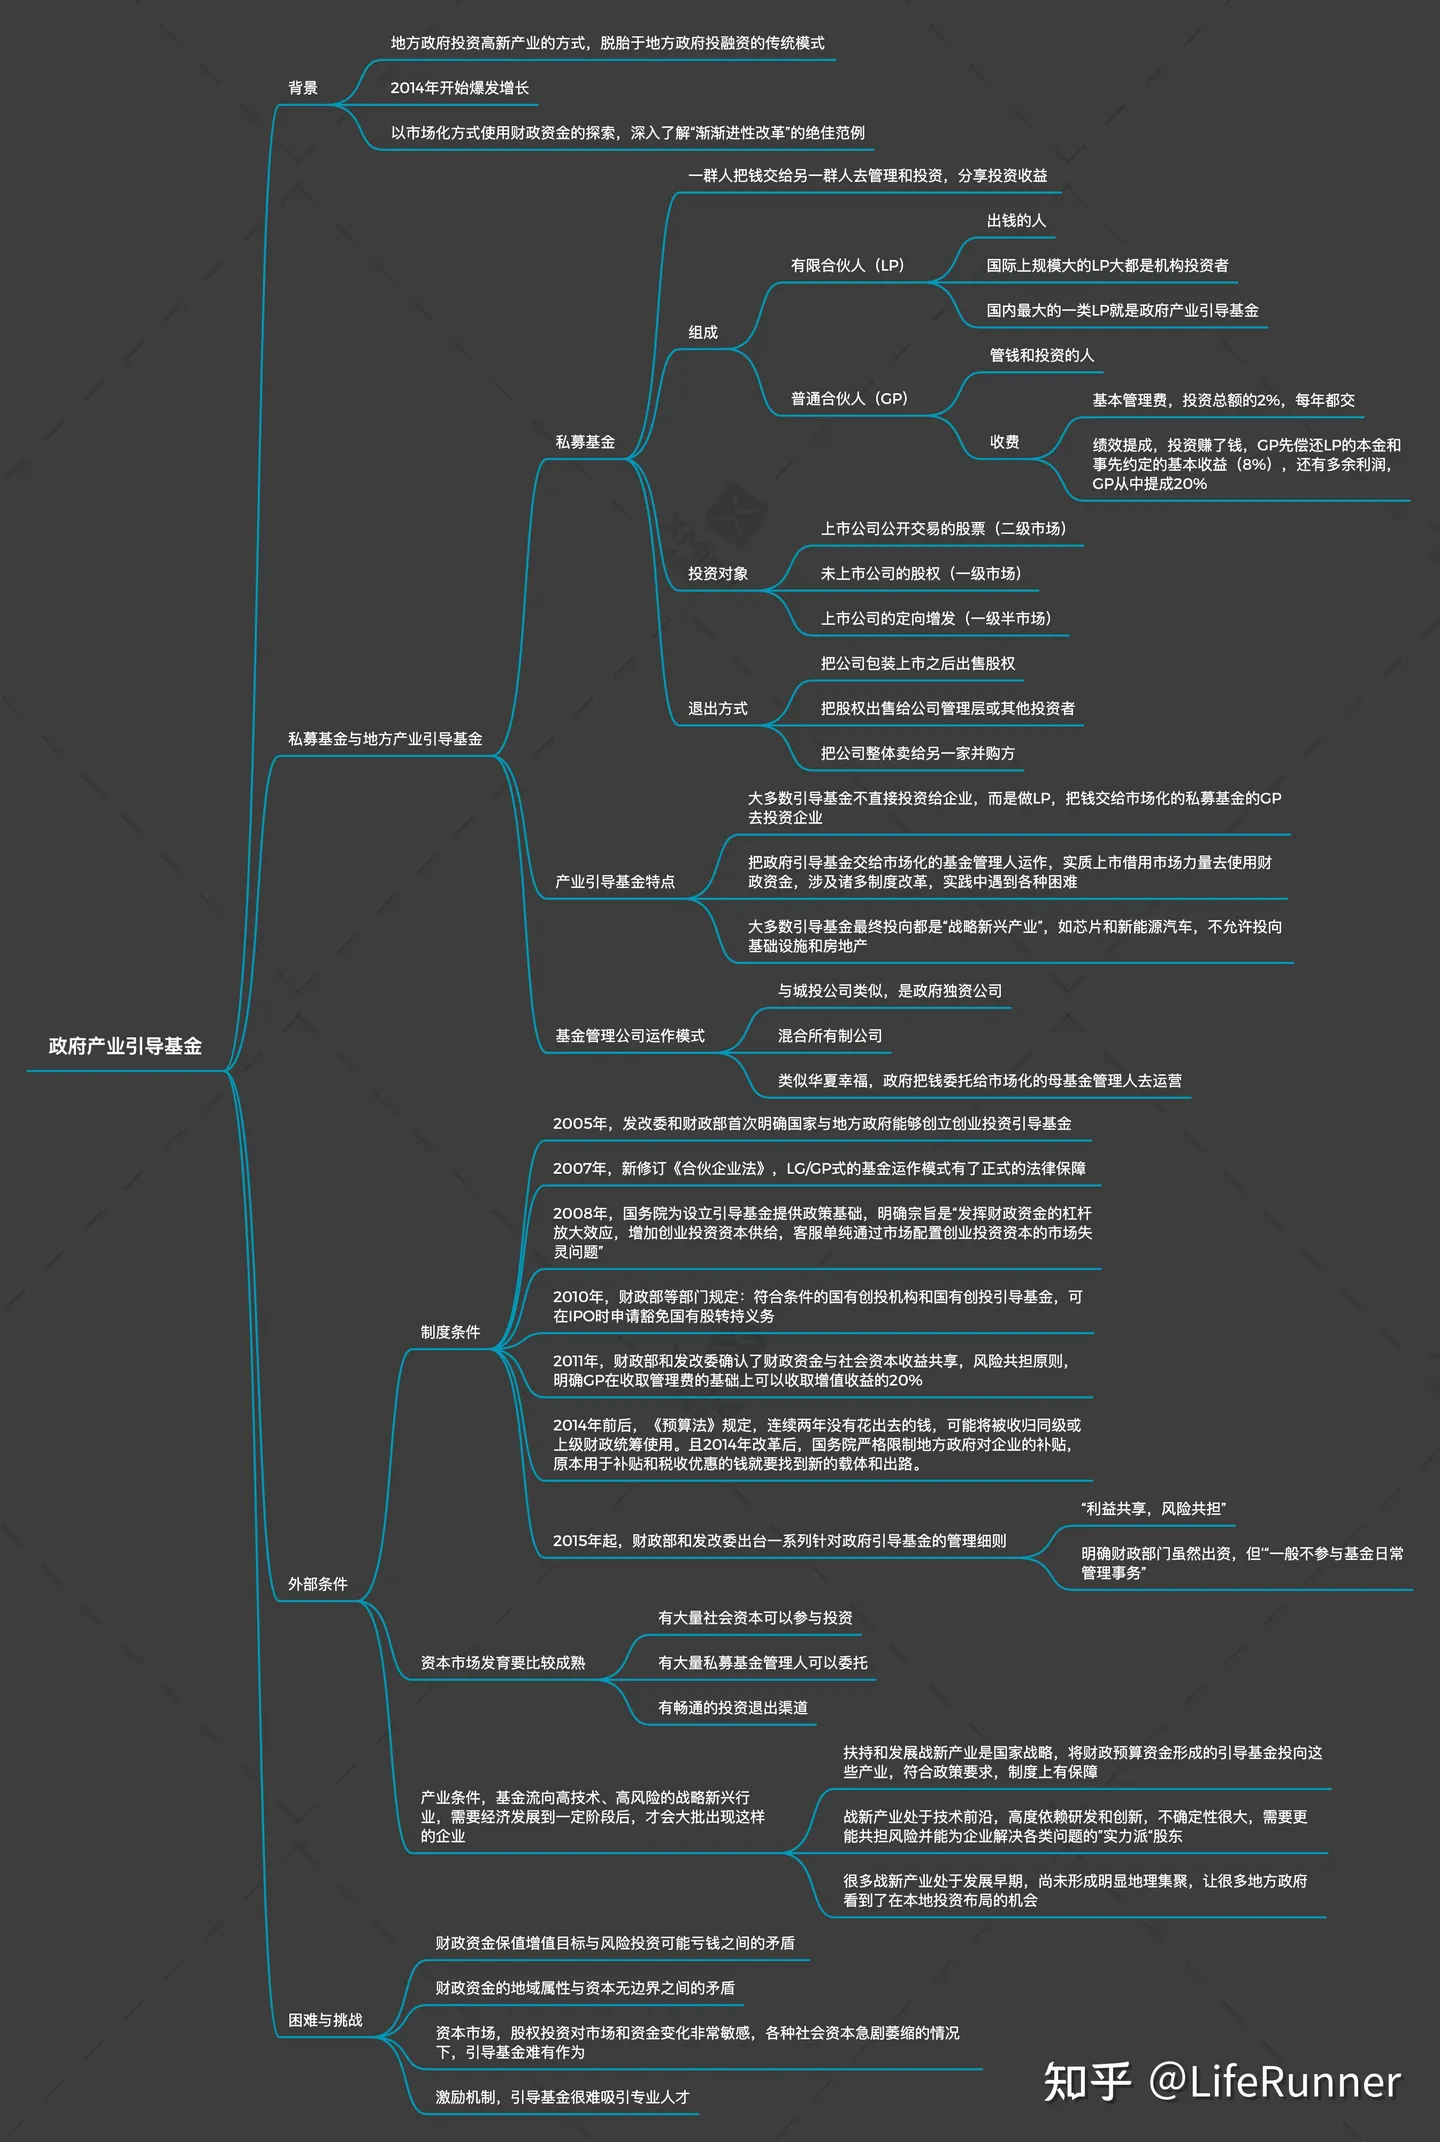 政府产业引导基金
背景
地方政府投资高新产业的方式，脱胎于地方政府投融资的传统模式
2014年开始爆发增长
以市场化方式使用财政资金的探索，深入了解“渐渐进性改革”的绝佳范例
私募基金与地方产业引导基金
私募基金
一群人把钱交给另一群人去管理和投资，分享投资收益
组成
有限合伙人（LP）
出钱的人
国际上规模大的LP大都是机构投资者
国内最大的一类LP就是政府产业引导基金
普通合伙人（GP）
管钱和投资的人
收费
基本管理费，投资总额的2%，每年都交
绩效提成，投资赚了钱，GP先偿还LP的本金和
事先约定的基本收益（8%），还有多余利润，
GP从中提成20%
投资对象
上市公司公开交易的股票（二级市场）
未上市公司的股权（一级市场）
上市公司的定向增发（一级半市场）
退出方式
把公司包装上市之后出售股权
把股权出售给公司管理层或其他投资者
把公司整体卖给另一家并购方
产业引导基金特点
大多数引导基金不直接投资给企业，而是做LP，把钱交给市场化的私募基金的GP
去投资企业
把政府引导基金交给市场化的基金管理人运作，实质上市借用市场力量去使用财
政资金，涉及诸多制度改革，实践中遇到各种困难
大多数引导基金最终投向都是“战略新兴产业”，如芯片和新能源汽车，不允许投向
基础设施和房地产
基金管理公司运作模式
与城投公司类似，是政府独资公司
混合所有制公司
类似华夏幸福，政府把钱委托给市场化的母基金管理人去运营
外部条件
制度条件
2005年，发改委和财政部首次明确国家与地方政府能够创立创业投资引导基金
2007年，新修订《合伙企业法》，LG/GP式的基金运作模式有了正式的法律保障
2008年，国务院为设立引导基金提供政策基础，明确宗旨是“发挥财政资金的杠杆
放大效应，增加创业投资资本供给，客服单纯通过市场配置创业投资资本的市场失
灵问题”
2010年，财政部等部门规定：符合条件的国有创投机构和国有创投引导基金，可
在IPO时申请豁免国有股转持义务
2011年，财政部和发改委确认了财政资金与社会资本收益共享，风险共担原则，
明确GP在收取管理费的基础上可以收取增值收益的20%
2014年前后，《预算法》规定，连续两年没有花出去的钱，可能将被收归同级或
上级财政统筹使用。且2014年改革后，国务院严格限制地方政府对企业的补贴，
原本用于补贴和税收优惠的钱就要找到新的载体和出路。
2015年起，财政部和发改委出台一系列针对政府引导基金的管理细则
“利益共享，风险共担”
明确财政部门虽然出资，但“‘一般不参与基金日常
管理事务”
资本市场发育要比较成熟
有大量社会资本可以参与投资
有大量私募基金管理人可以委托
有畅通的投资退出渠道
产业条件，基金流向高技术、高风险的战略新兴行
业，需要经济发展到一定阶段后，才会大批出现这样
的企业
扶持和发展战新产业是国家战略，将财政预算资金形成的引导基金投向这
些产业，符合政策要求，制度上有保障
战新产业处于技术前沿，高度依赖研发和创新，不确定性很大，需要更
能共担风险并能为企业解决各类问题的”实力派“股东
很多战新产业处于发展早期，尚未形成明显地理集聚，让很多地方政府
看到了在本地投资布局的机会
困难与挑战
财政资金保值增值目标与风险投资可能亏钱之间的矛盾
财政资金的地域属性与资本无边界之间的矛盾
资本市场，股权投资对市场和资金变化非常敏感，各种社会资本急剧萎缩的情况
下，引导基金难有作为
激励机制，引导基金很难吸引专业人才
知乎 @LifeRunner